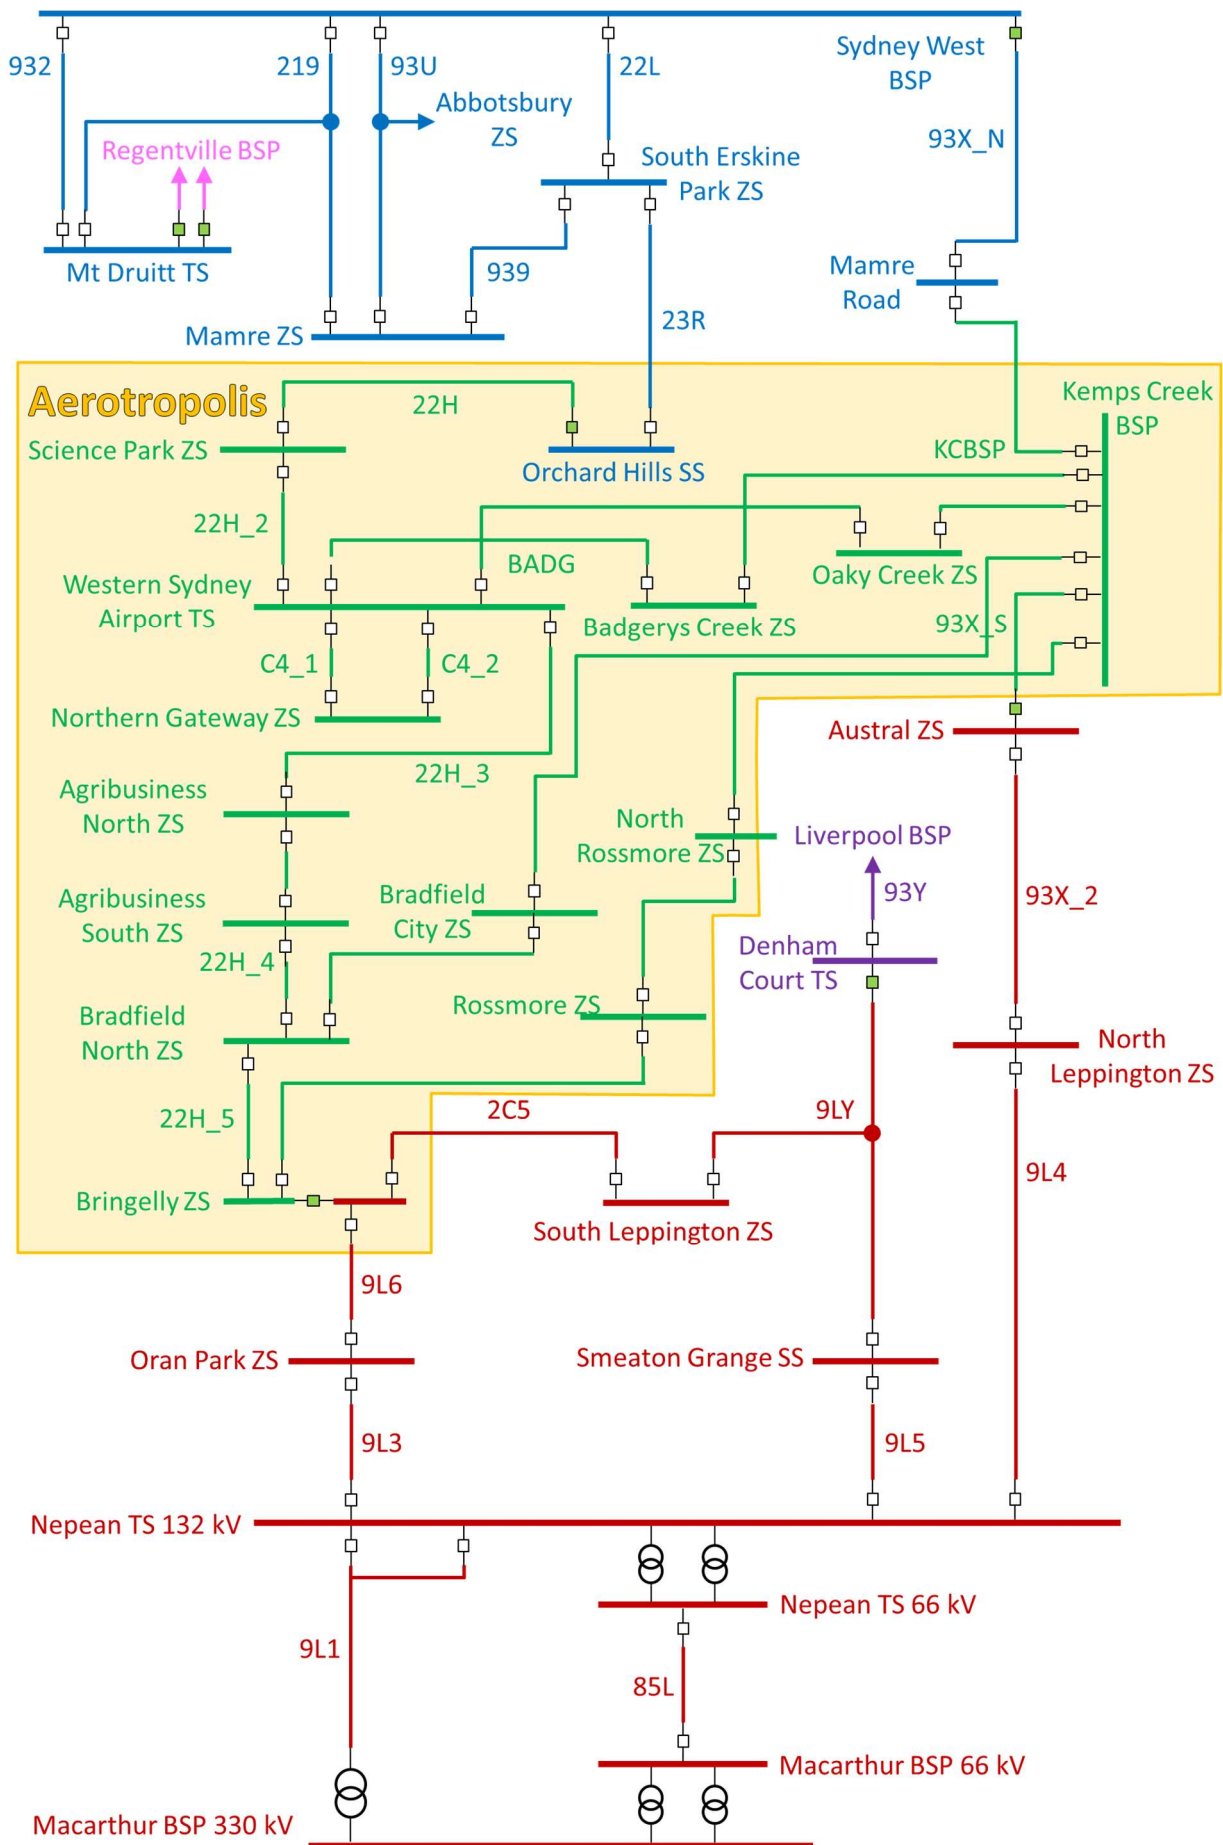 932
219
93U
22L
Sydney West
BSP
Abbotsbury
ZS
93X_N
Regentville BSP
South Erskine
Park ZS
Mt Druitt TS
939
Mamre
Road
Mamre ZS
23R
Aerotropolis
22H
Kemps Creek
BSP
Science Park ZS
Orchard Hills SS
KCBSP
22H_2
BADG
Oaky Creek ZS
Western Sydney
Airport TS
Badgerys Creek ZS
93X_S
C4_1
C4_2
Northern Gateway ZS
Austral ZS
22H_3
Agribusiness
North ZS
North
Rossmore ZS
Liverpool BSP
93Y
93X_2
Agribusiness
South ZS
Bradfield
City ZS
Denham
Court TS
22H_4
Rossmore ZS
Bradfield
North ZS
North
Leppington ZS
22H_5
2C5
9LY
9L4
Bringelly ZS
South Leppington ZS
9L6
Oran Park ZS
Smeaton Grange SS
9L3
9L5
Nepean TS 132 kV
Nepean TS 66 kV
9L1
85L
Macarthur BSP 66 kV
Macarthur BSP 330 kV